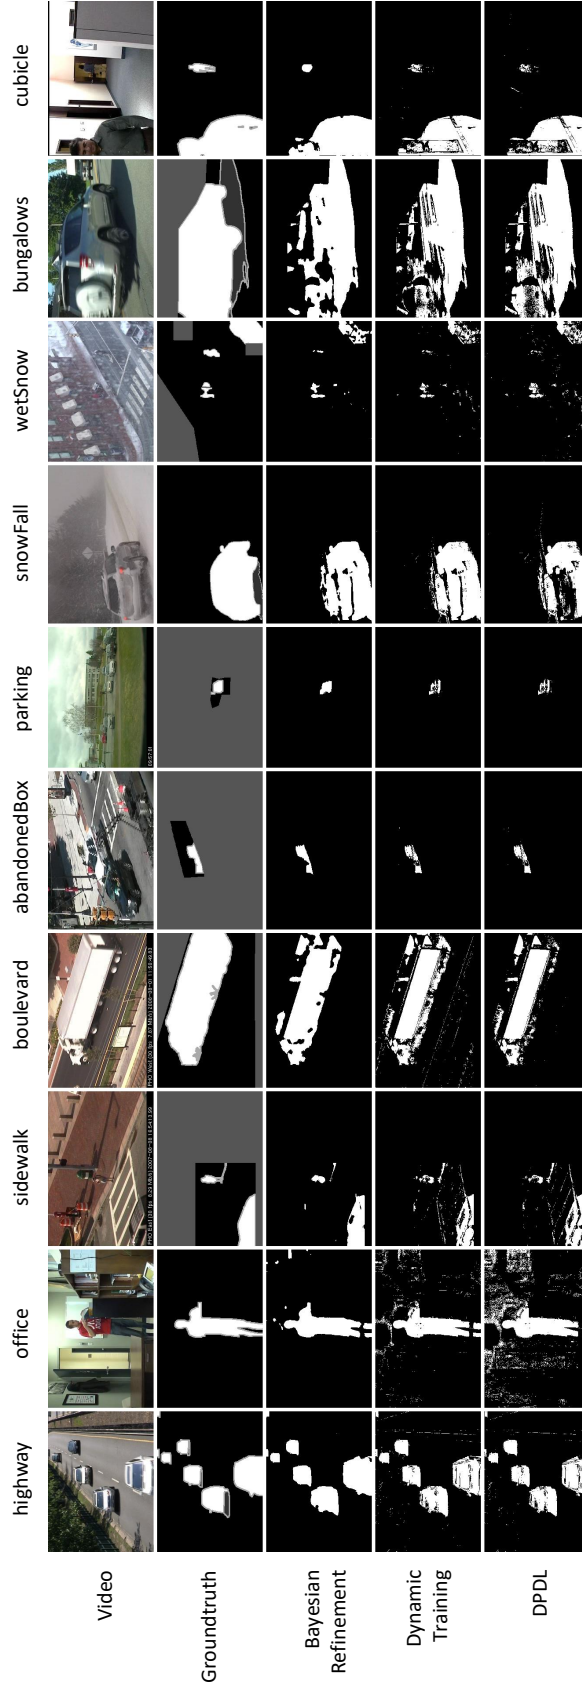 highway
office
sidewalk
boulevard
abandonedBox
parking
snowFall
wetSnow
bungalows
cubicle
Video
Groundtruth
Bayesian
Refinement
Dynamic
Training
DPDL